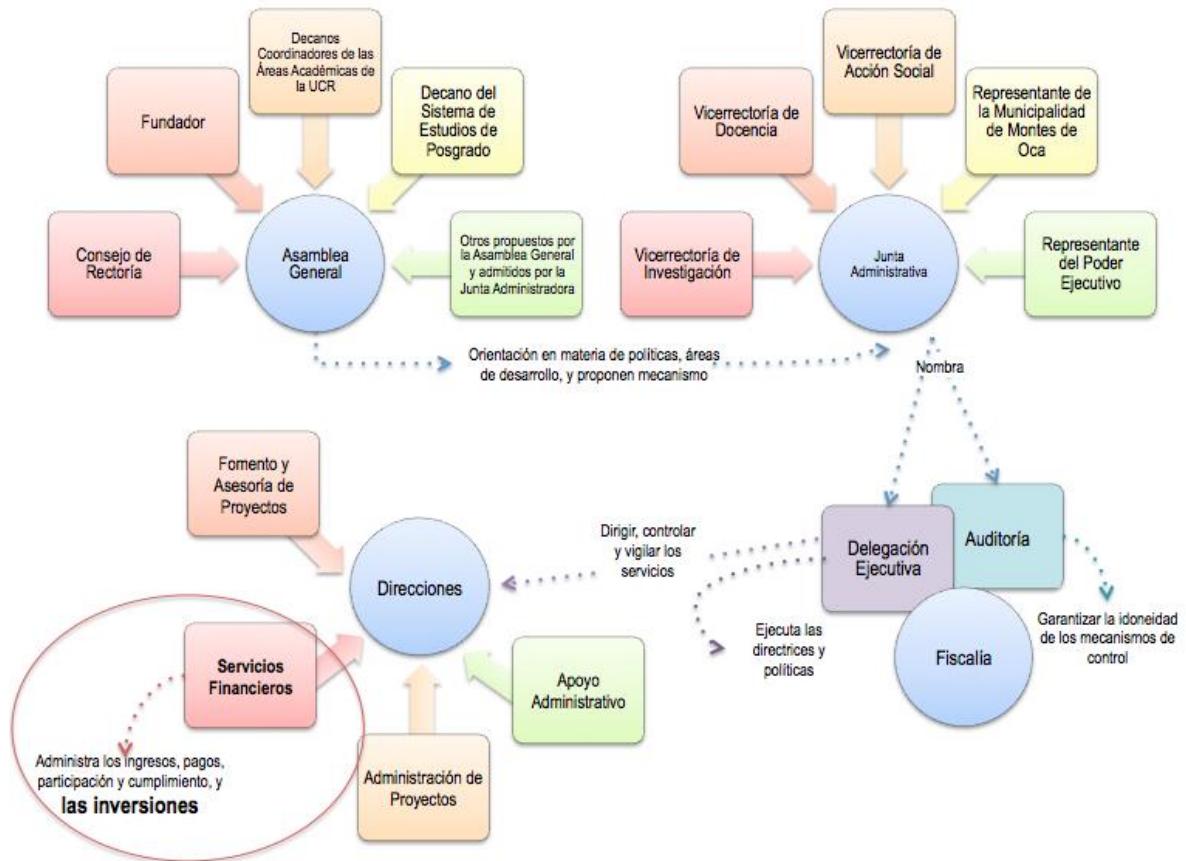 Decanos
Coordinadores de las
Áreas Académicas de
la UCR
Fundador
Decano del
Sistema de
Estudios de
Posgrado
Consejo de
Rectoría
Asamblea
General
Otros propuestos por
la Asamblea General
y admitidos por la
Junta Administradora
Vicerrectoría de
Acción Social
Vicerrectoría de
Docencia
Representante de
la Municipalidad
de Montes de
Oca
Vicerrectoría de
Investigación
Junta
Administrativa
Representante
del Poder
Ejecutivo
Orientación en materia de políticas, áreas
de desarrollo, y proponen mecanismo
Nombra
Fomento y
Asesoría de
Proyectos
Direcciones
Dirigir, controlar
y vigilar los
servicios
Delegación
Ejecutiva
Auditoría
Ejecuta las
directrices y
políticas
Fiscalía
Garantizar la idoneidad
de los mecanismos de
control
Servicios
Financieros
Apoyo
Administrativo
Administra los ingresos, pagos,
participación y cumplimiento, y
las inversiones
Administración de
Proyectos